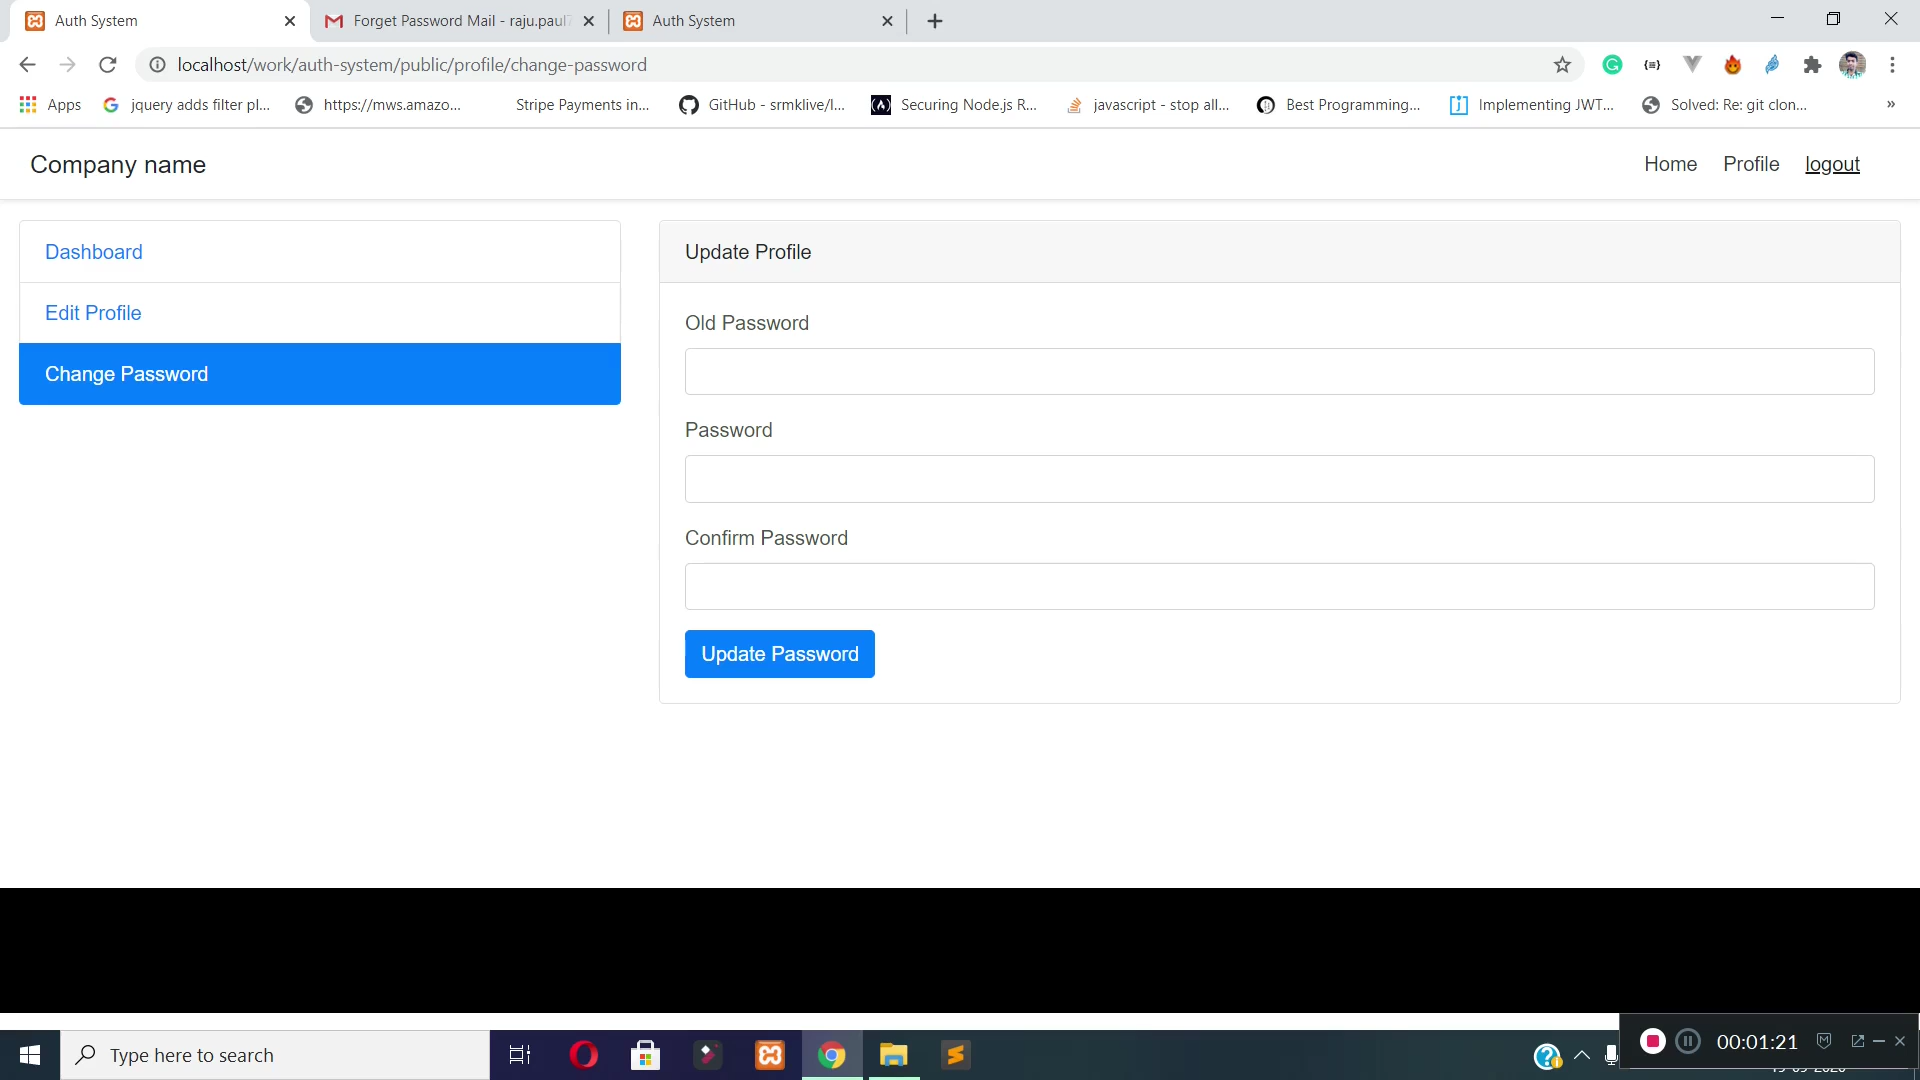 Auth System
Forget Password Mail - raju.paul7
Auth System
localhost/work/auth-system/public/profile/change-password
Apps
jquery adds filter pl...
https://mws.amazo...
Stripe Payments in...
GitHub - srmklive/l...
Securing Node.js R...
javascript - stop all...
Best Programming...
Implementing JWT...
Solved: Re: git clon...
»
Company name
Home
Profile
logout
Dashboard
Edit Profile
Change Password
Update Profile
Old Password
Password
Confirm Password
Update Password
Type here to search
00:01:21